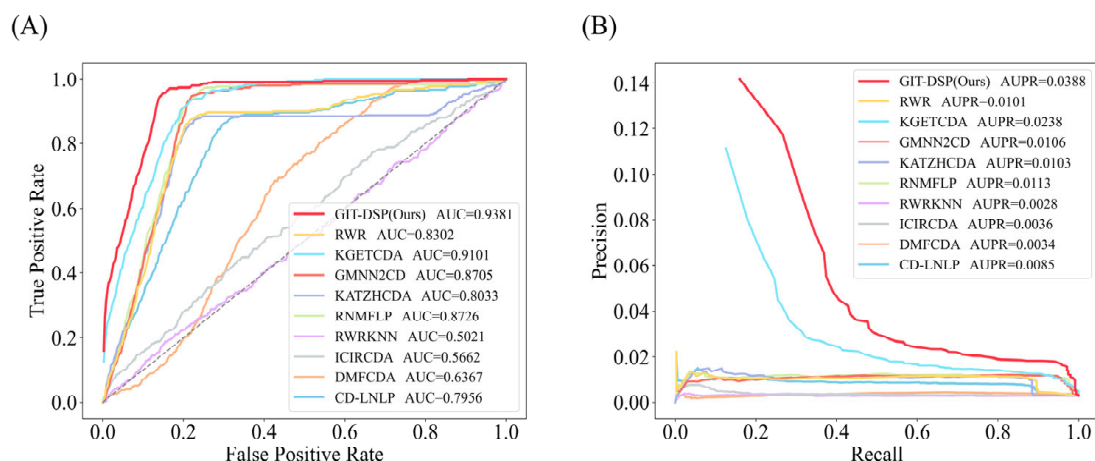 (A)
(B)
True Positive Rate
1.0
0.8
0.6
0.4
0.2
0.0
GIT-DSP(Ours) AUC=0.9381
RWR AUC=0.8302
KGETCDA AUC=0.9101
GMNN2CD AUC=0.8705
KATZHCDA AUC=0.8033
RNMFLP AUC=0.8726
RWRKNN AUC=0.5021
ICIRCDA AUC=0.5662
DMFCDA AUC=0.6367
CD-LNLP AUC=0.7956
0.0 0.2 0.4 0.6 0.8 1.0
False Positive Rate
Precision
0.14
0.12
0.10
0.08
0.06
0.04
0.02
0.00
GIT-DSP(Ours) AUPR=0.0388
RWR AUPR=0.0101
KGETCDA AUPR=0.0238
GMNN2CD AUPR=0.0106
KATZHCDA AUPR=0.0103
RNMFLP AUPR=0.0113
RWRKNN AUPR=0.0028
ICIRCDA AUPR=0.0036
DMFCDA AUPR=0.0034
CD-LNLP AUPR=0.0085
0.0 0.2 0.4 0.6 0.8 1.0
Recall